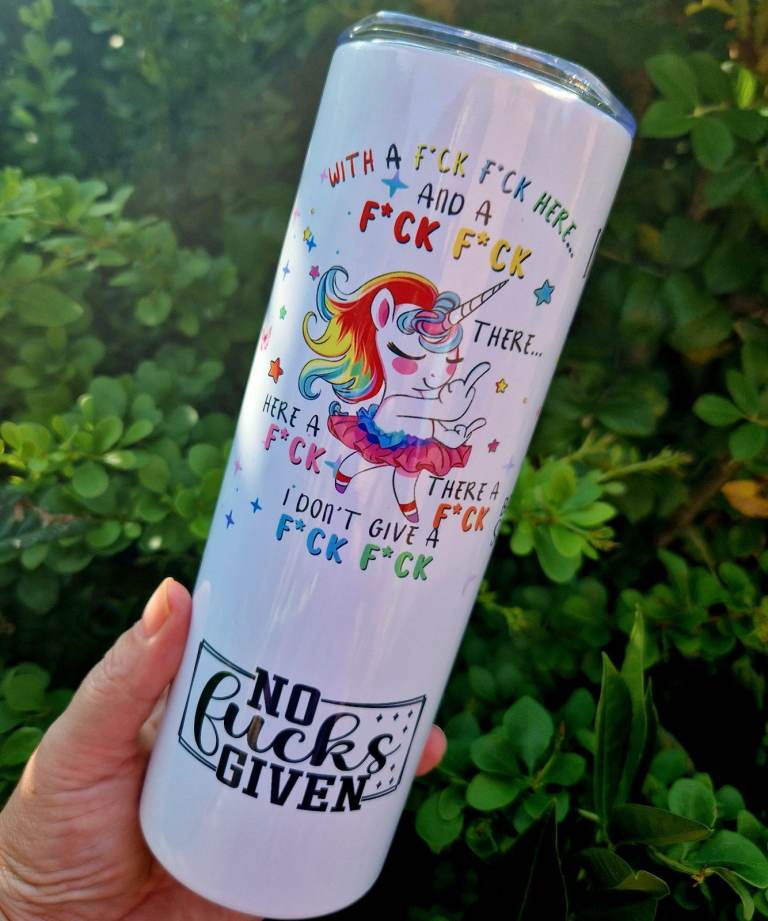 WITH A F*CK F*CK HERE...
AND A
F*CK F*CK
THERE...
HERE A
F*CK
THERE A
F*CK
I DON'T GIVE A
F*CK F*CK
NO
fucks
GIVEN